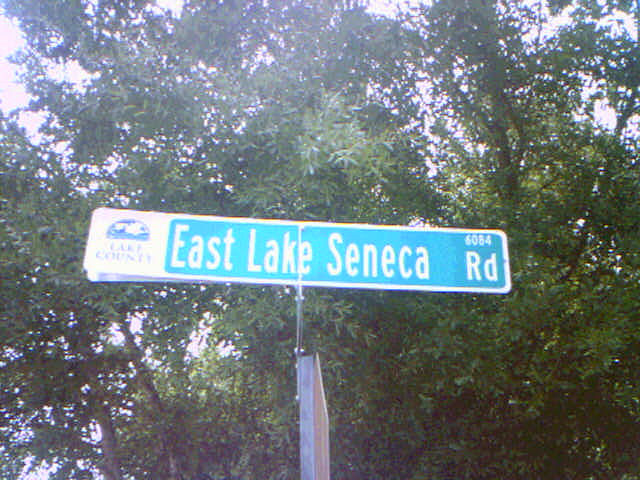 LAKE
COUNTY
East Lake Seneca Rd
6084